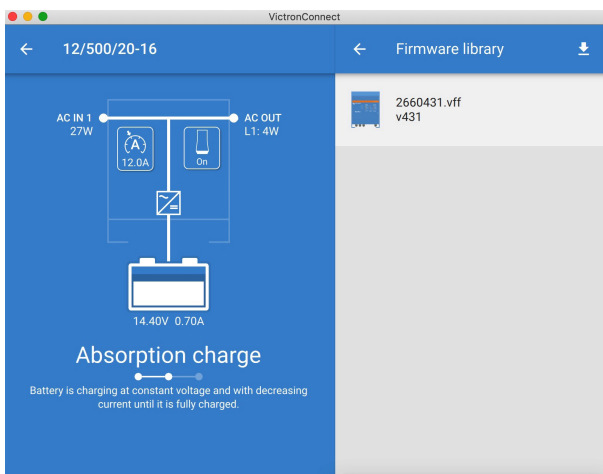 VictronConnect
12/500/20-16
AC IN 1
27W
AC OUT
L1: 4W
A
12.0A
On
14.40V 0.70A
Absorption charge
Battery is charging at constant voltage and with decreasing
current until it is fully charged.
Firmware library
2660431.vff
v431